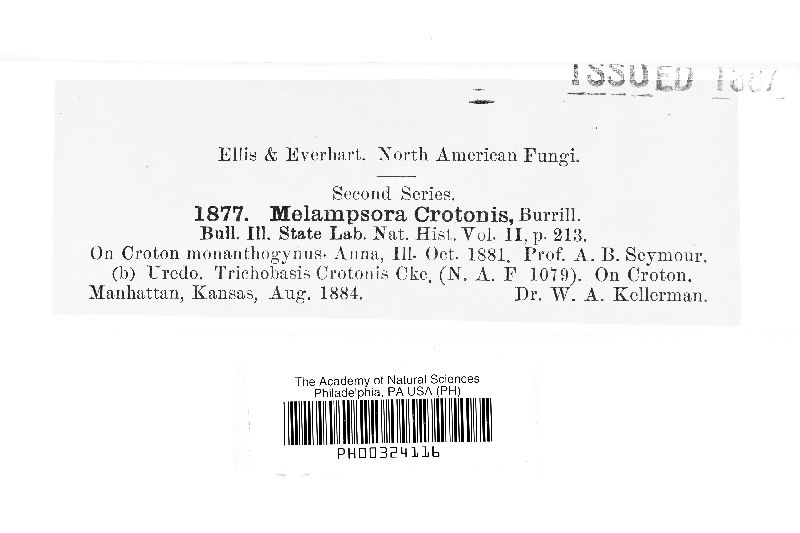 ISSUED 1887
Ellis & Everhart. North American Fungi.
Second Series.
1877. Melampsora Crotonis, Burrill.
Bull. Ill. State Lab. Nat. Hist. Vol. II, p. 213.
On Croton monanthogynus. Anna, Ill. Oct. 1881. Prof. A. B. Seymour.
(b) Uredo. Trichobasis Crotonis Cke. (N. A. F 1079). On Croton.
Manhattan, Kansas, Aug. 1884. Dr. W. A. Kellerman.
The Academy of Natural Sciences
Philadelphia, PA USA (PH)
PH00324116